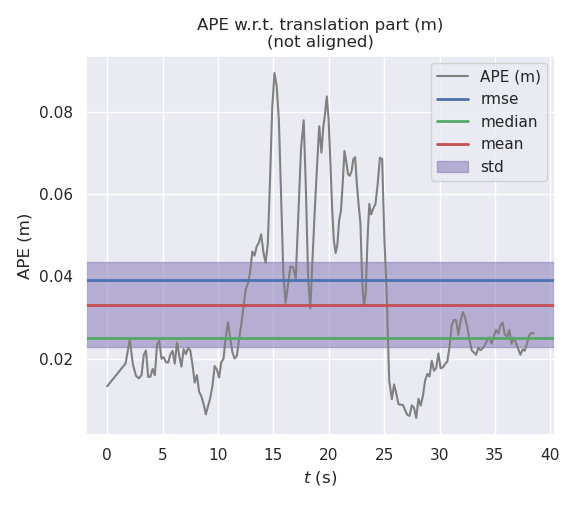 APE w.r.t. translation part (m)
(not aligned)
APE (m)
rmse
median
mean
std
APE (m)
0.08
0.06
0.04
0.02
0 5 10 15 20 25 30 35 40
t (s)